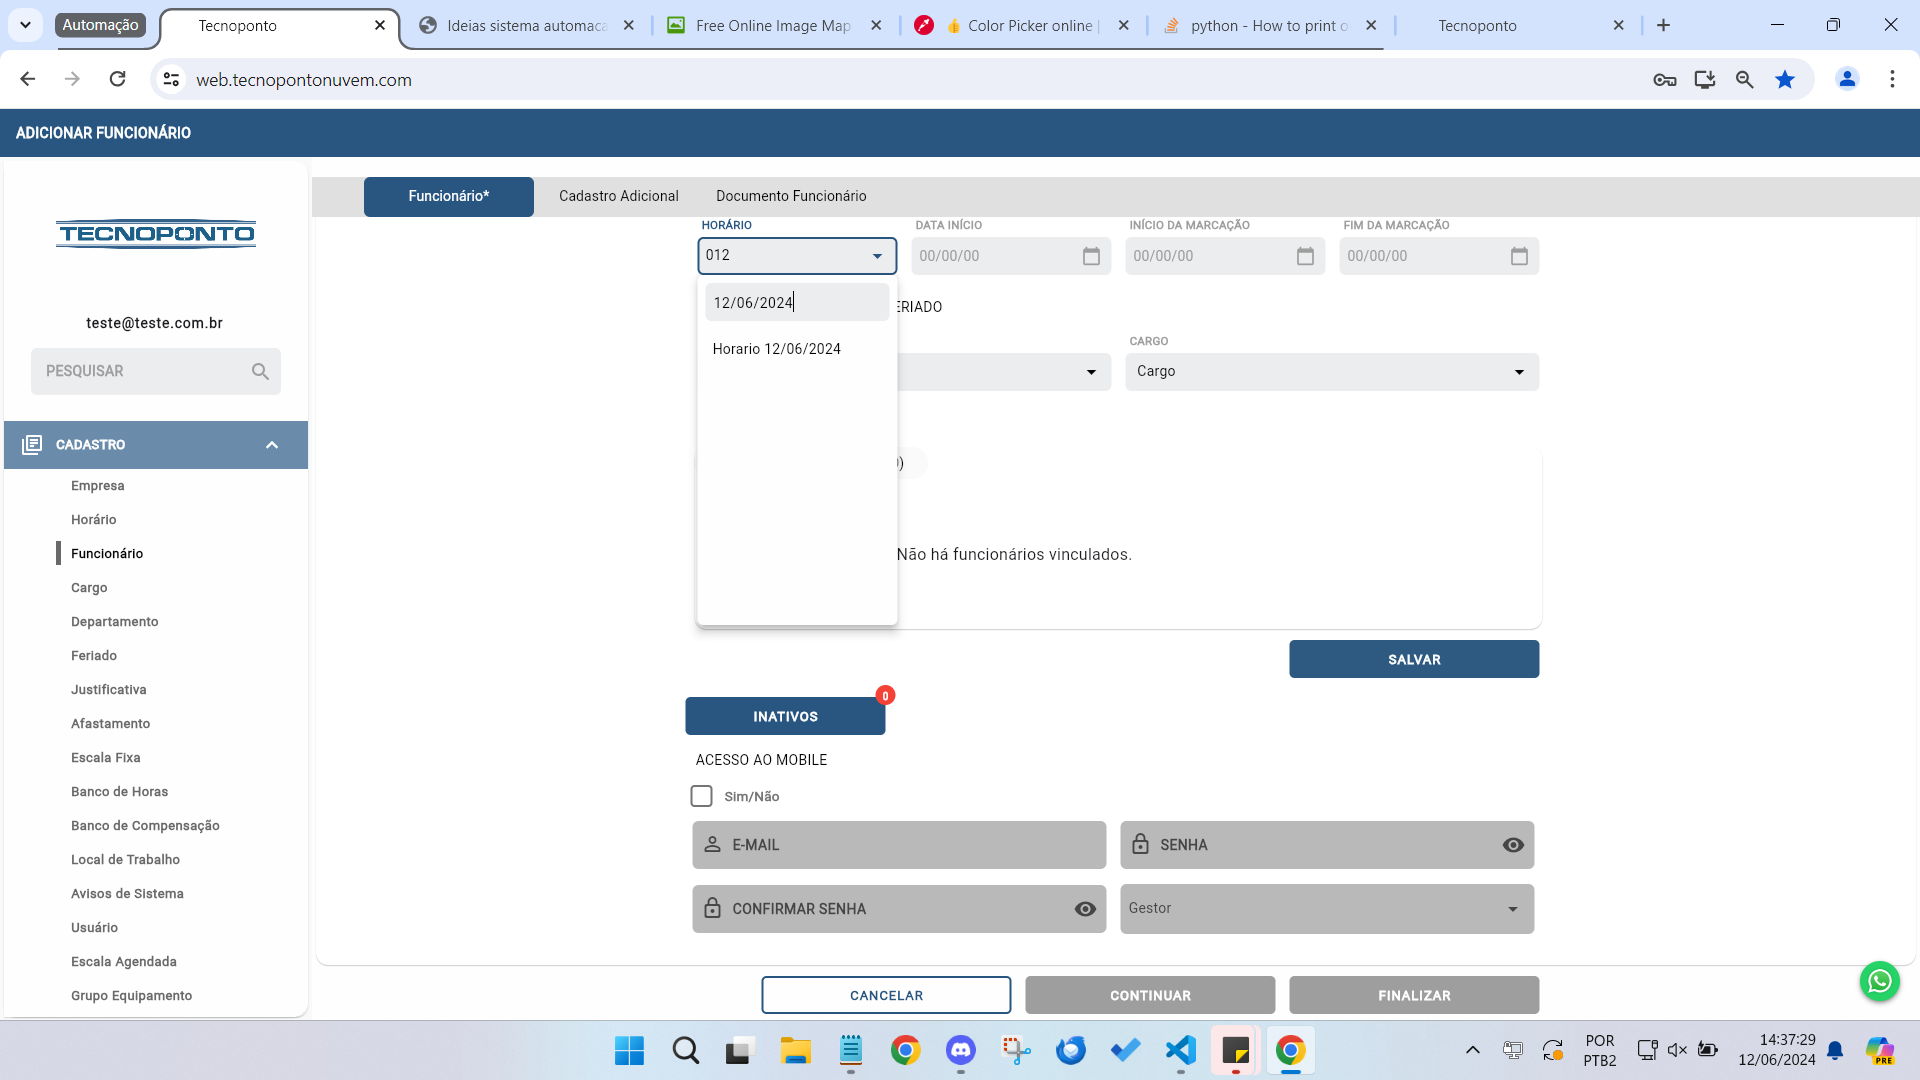 Automação
Tecnoponto
Ideias sistema automaca
Free Online Image Map
👍 Color Picker online |
python - How to print o
Tecnoponto
web.tecnopontonuvem.com
ADICIONAR FUNCIONÁRIO
Funcionário*
Cadastro Adicional
Documento Funcionário
TECNOPONTO
teste@teste.com.br
PESQUISAR
CADASTRO
Empresa
Horário
Funcionário
Cargo
Departamento
Feriado
Justificativa
Afastamento
Escala Fixa
Banco de Horas
Banco de Compensação
Local de Trabalho
Avisos de Sistema
Usuário
Escala Agendada
Grupo Equipamento
HORÁRIO
DATA INÍCIO
INÍCIO DA MARCAÇÃO
FIM DA MARCAÇÃO
012
00/00/00
00/00/00
00/00/00
12/06/2024
ERIADO
Horario 12/06/2024
CARGO
Cargo
)
Não há funcionários vinculados.
SALVAR
INATIVOS
0
ACESSO AO MOBILE
Sim/Não
E-MAIL
SENHA
CONFIRMAR SENHA
Gestor
CANCELAR
CONTINUAR
FINALIZAR
POR
PTB2
14:37:29
12/06/2024
PRE